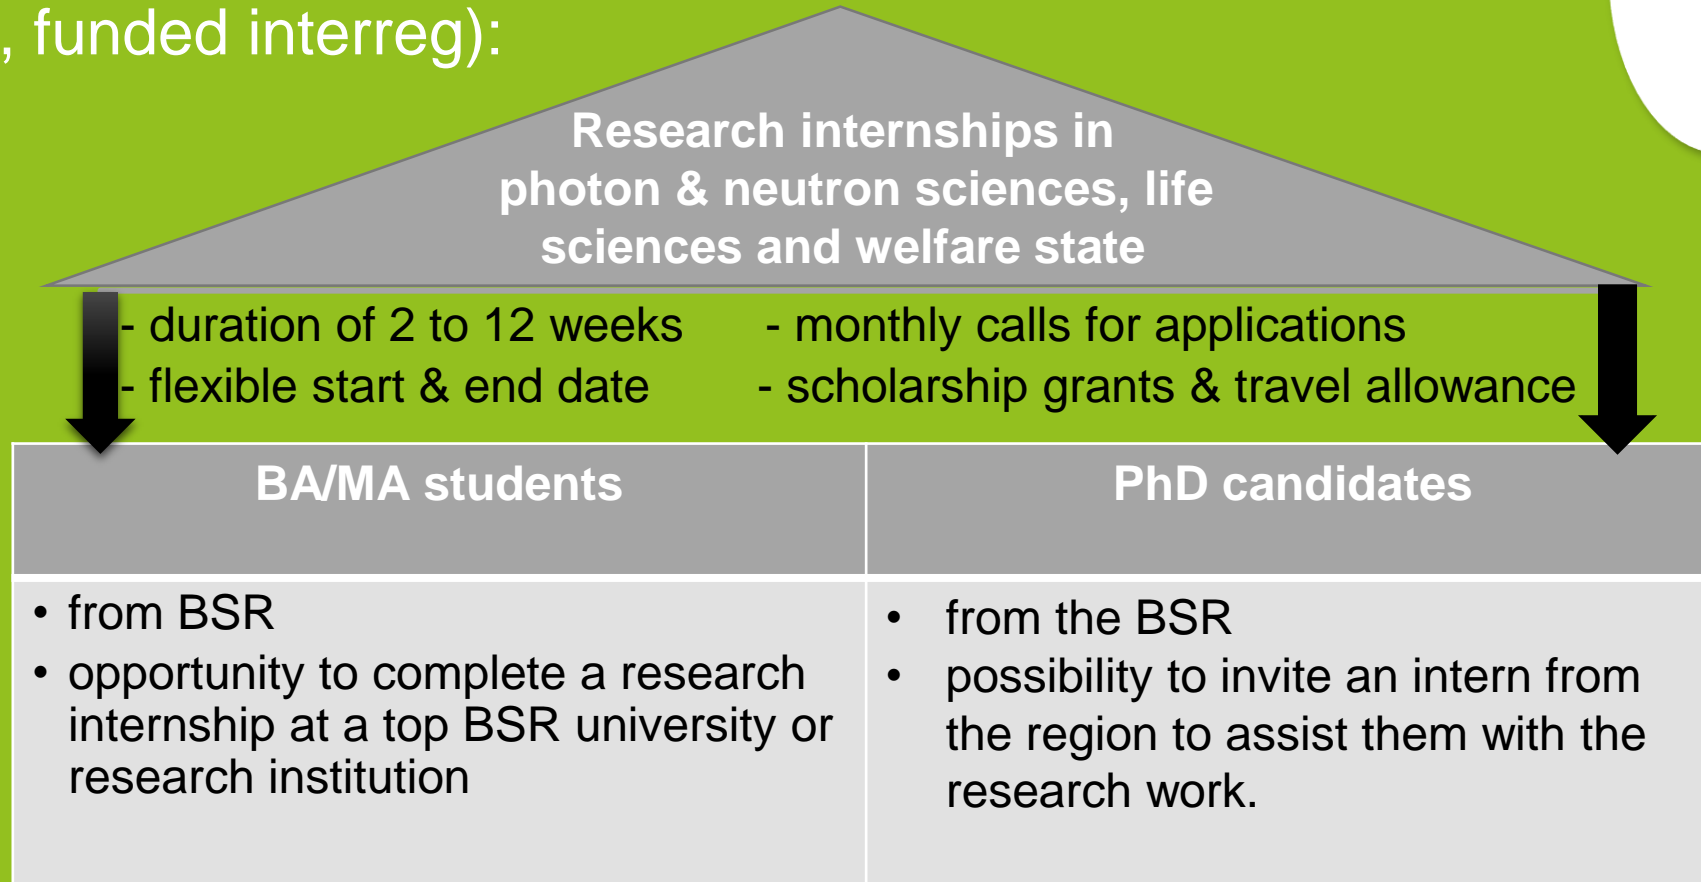 , funded interreg):
Research internships in
photon & neutron sciences, life
sciences and welfare state
- duration of 2 to 12 weeks - monthly calls for applications
- flexible start & end date - scholarship grants & travel allowance
BA/MA students
PhD candidates
• from BSR
• opportunity to complete a research
internship at a top BSR university or
research institution
• from the BSR
• possibility to invite an intern from
the region to assist them with the
research work.